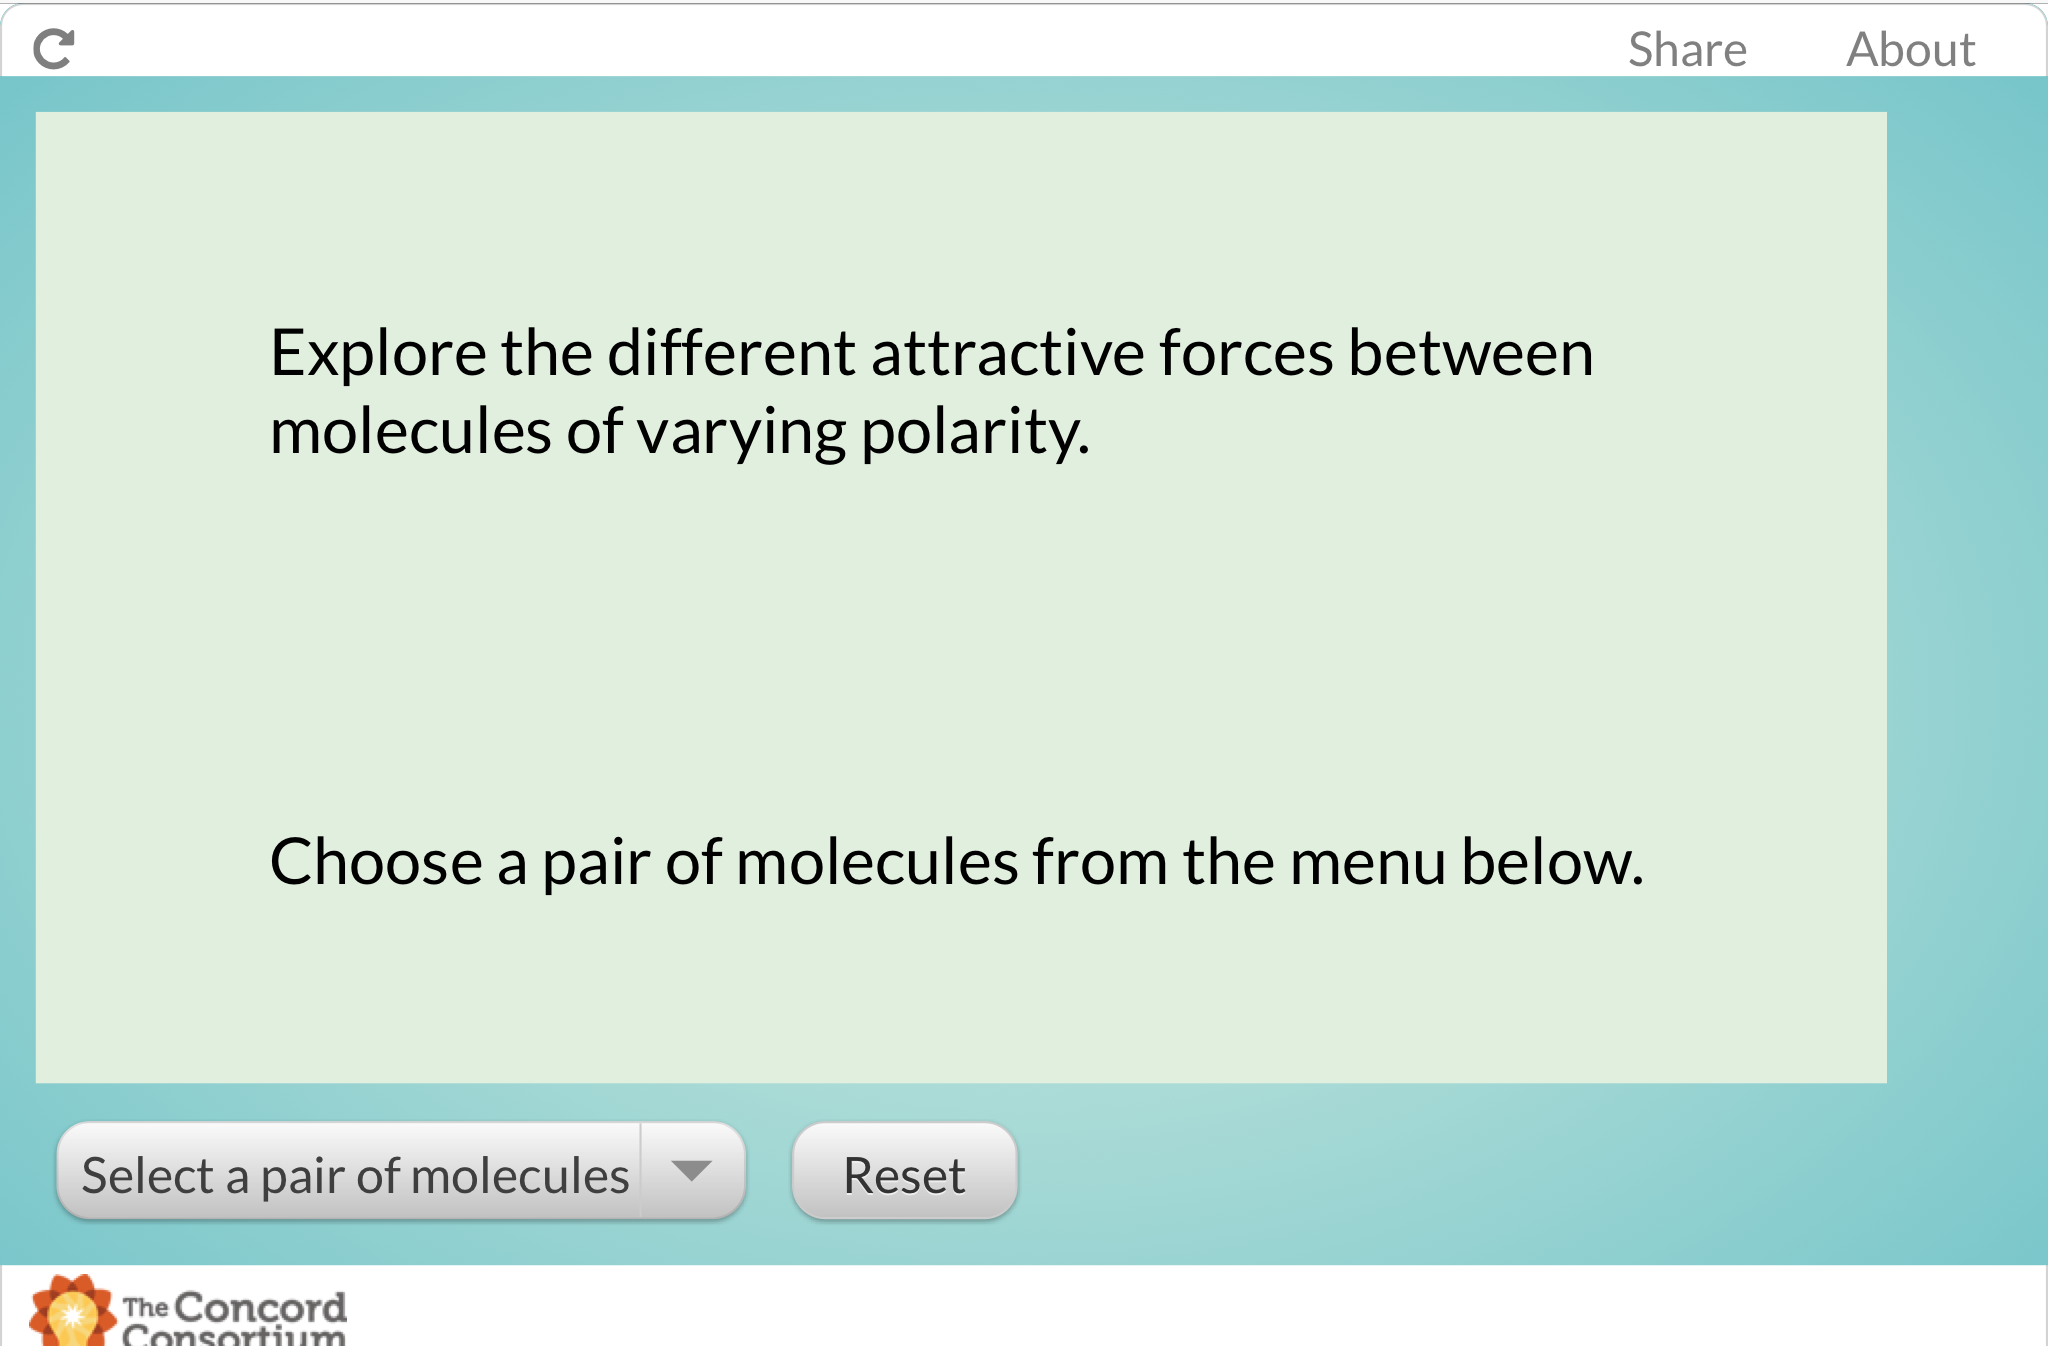 Share About
Explore the different attractive forces between
molecules of varying polarity.
Choose a pair of molecules from the menu below.
Select a pair of molecules Reset
The Concord
Consortium